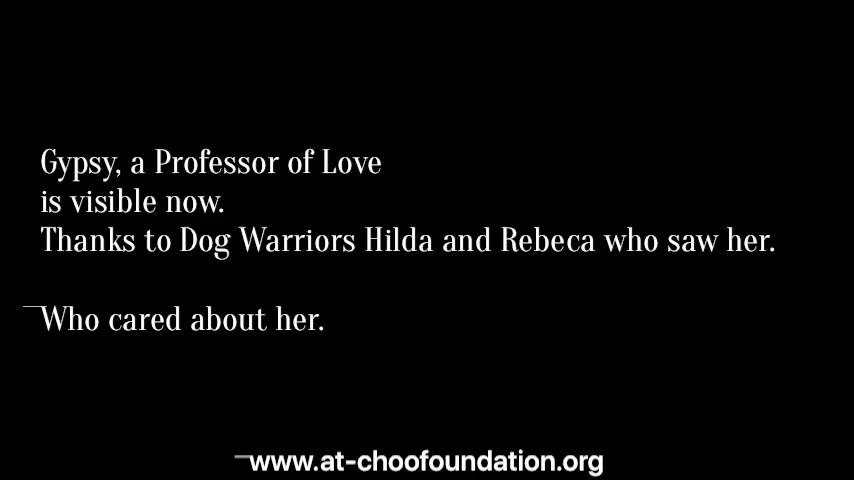 Gypsy, a Professor of Love
is visible now.
Thanks to Dog Warriors Hilda and Rebeca who saw her.
Who cared about her.
www.at-choofoundation.org